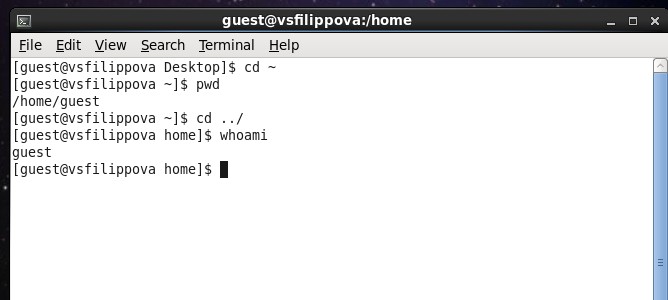 guest@vsfilippova:/home
File Edit View Search Terminal Help
[guest@vsfilippova Desktop]$ cd ~
[guest@vsfilippova ~]$ pwd
/home/guest
[guest@vsfilippova ~]$ cd ../
[guest@vsfilippova home]$ whoami
guest
[guest@vsfilippova home]$